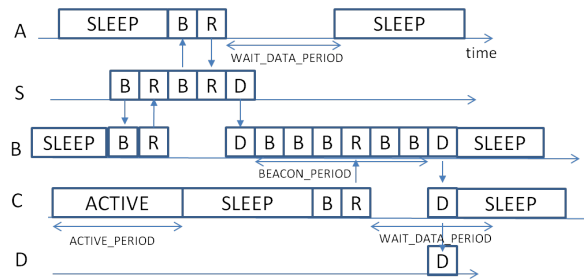 A SLEEP B R SLEEP
WAIT_DATA_PERIOD time
S B R B R D
B SLEEP B R D B B B R B B D SLEEP
BEACON_PERIOD
C ACTIVE SLEEP B R D SLEEP
ACTIVE_PERIOD WAIT_DATA_PERIOD
D D